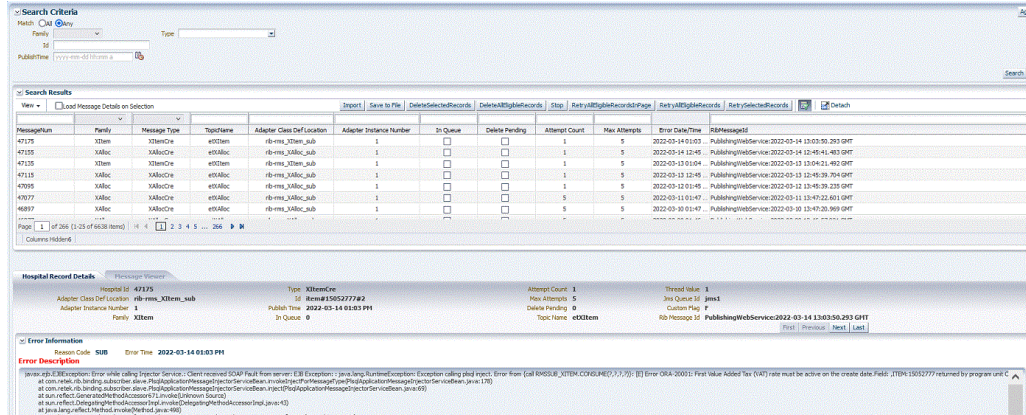 Search Criteria
Match All Any
Family Type
Id
PublishTime yyyy-mm-dd hh:mm a
Search
Search Results
View Load Message Details on Selection Import Save to File DeleteSelectedRecords DeleteAllEligibleRecords Stop RetryAllEligibleRecordsInPage RetryAllEligibleRecords RetrySelectedRecords Detach
MessageNum Family Message Type TopicName Adapter Class Def Location Adapter Instance Number In Queue Delete Pending Attempt Count Max Attempts Error Date/Time RibMessageId
47175 XItem XItemCre etXItem rib-rms_XItem_sub 1 1 5 2022-03-14 01:03 ... PublishingWebService:2022-03-14 13:03:50.293 GMT
47155 XAlloc XAllocCre etXAlloc rib-rms_XAlloc_sub 1 1 5 2022-03-14 12:45 ... PublishingWebService:2022-03-14 12:45:41.483 GMT
47135 XItem XItemCre etXItem rib-rms_XItem_sub 1 1 5 2022-03-13 01:04 ... PublishingWebService:2022-03-13 13:04:21.492 GMT
47115 XAlloc XAllocCre etXAlloc rib-rms_XAlloc_sub 1 1 5 2022-03-13 12:45 ... PublishingWebService:2022-03-13 12:45:39.704 GMT
47095 XAlloc XAllocCre etXAlloc rib-rms_XAlloc_sub 1 1 5 2022-03-12 01:45 ... PublishingWebService:2022-03-12 13:45:39.235 GMT
47077 XAlloc XAllocCre etXAlloc rib-rms_XAlloc_sub 1 5 5 2022-03-11 01:47 ... PublishingWebService:2022-03-11 13:47:22.601 GMT
46897 XAlloc XAllocCre etXAlloc rib-rms_XAlloc_sub 1 5 5 2022-03-10 01:47 ... PublishingWebService:2022-03-10 13:47:20.969 GMT
Page 1 of 266 (1-25 of 6638 items) 1 2 3 4 5 ... 266
Columns Hidden 6
Hospital Record Details Message Viewer
Hospital Id 47175 Type XItemCre Attempt Count 1 Thread Value 1
Adapter Class Def Location rib-rms_XItem_sub Id item#15052777#2 Max Attempts 5 Jms Queue Id jms1
Adapter Instance Number 1 Publish Time 2022-03-14 01:03 PM Delete Pending 0 Custom Flag F
Family XItem In Queue 0 Topic Name etXItem Rib Message Id PublishingWebService:2022-03-14 13:03:50.293 GMT
First Previous Next Last
Error Information
Reason Code SUB Error Time 2022-03-14 01:03 PM
Error Description
javax.ejb.EJBException: Error while calling Injector Service.: Client received SOAP Fault from server: EJB Exception: : java.lang.RuntimeException: Exception calling plsql inject. Error from {call RMSSUB_XITEM.CONSUME(?,?,?,?)}: [E] Error ORA-20001: First Value Added Tax (VAT) rate must be active on the create date.Field: ,ITEM:15052777 returned by program unit
at com.retek.rib.binding.subscriber.slave.PlsqlApplicationMessageInjectorServiceBean.invokeInjectForMessageType(PlsqlApplicationMessageInjectorServiceBean.java:178)
at com.retek.rib.binding.subscriber.slave.PlsqlApplicationMessageInjectorServiceBean.inject(PlsqlApplicationMessageInjectorServiceBean.java:69)
at sun.reflect.GeneratedMethodAccessor671.invoke(Unknown Source)
at sun.reflect.DelegatingMethodAccessorImpl.invoke(DelegatingMethodAccessorImpl.java:43)
at java.lang.reflect.Method.invoke(Method.java:498)